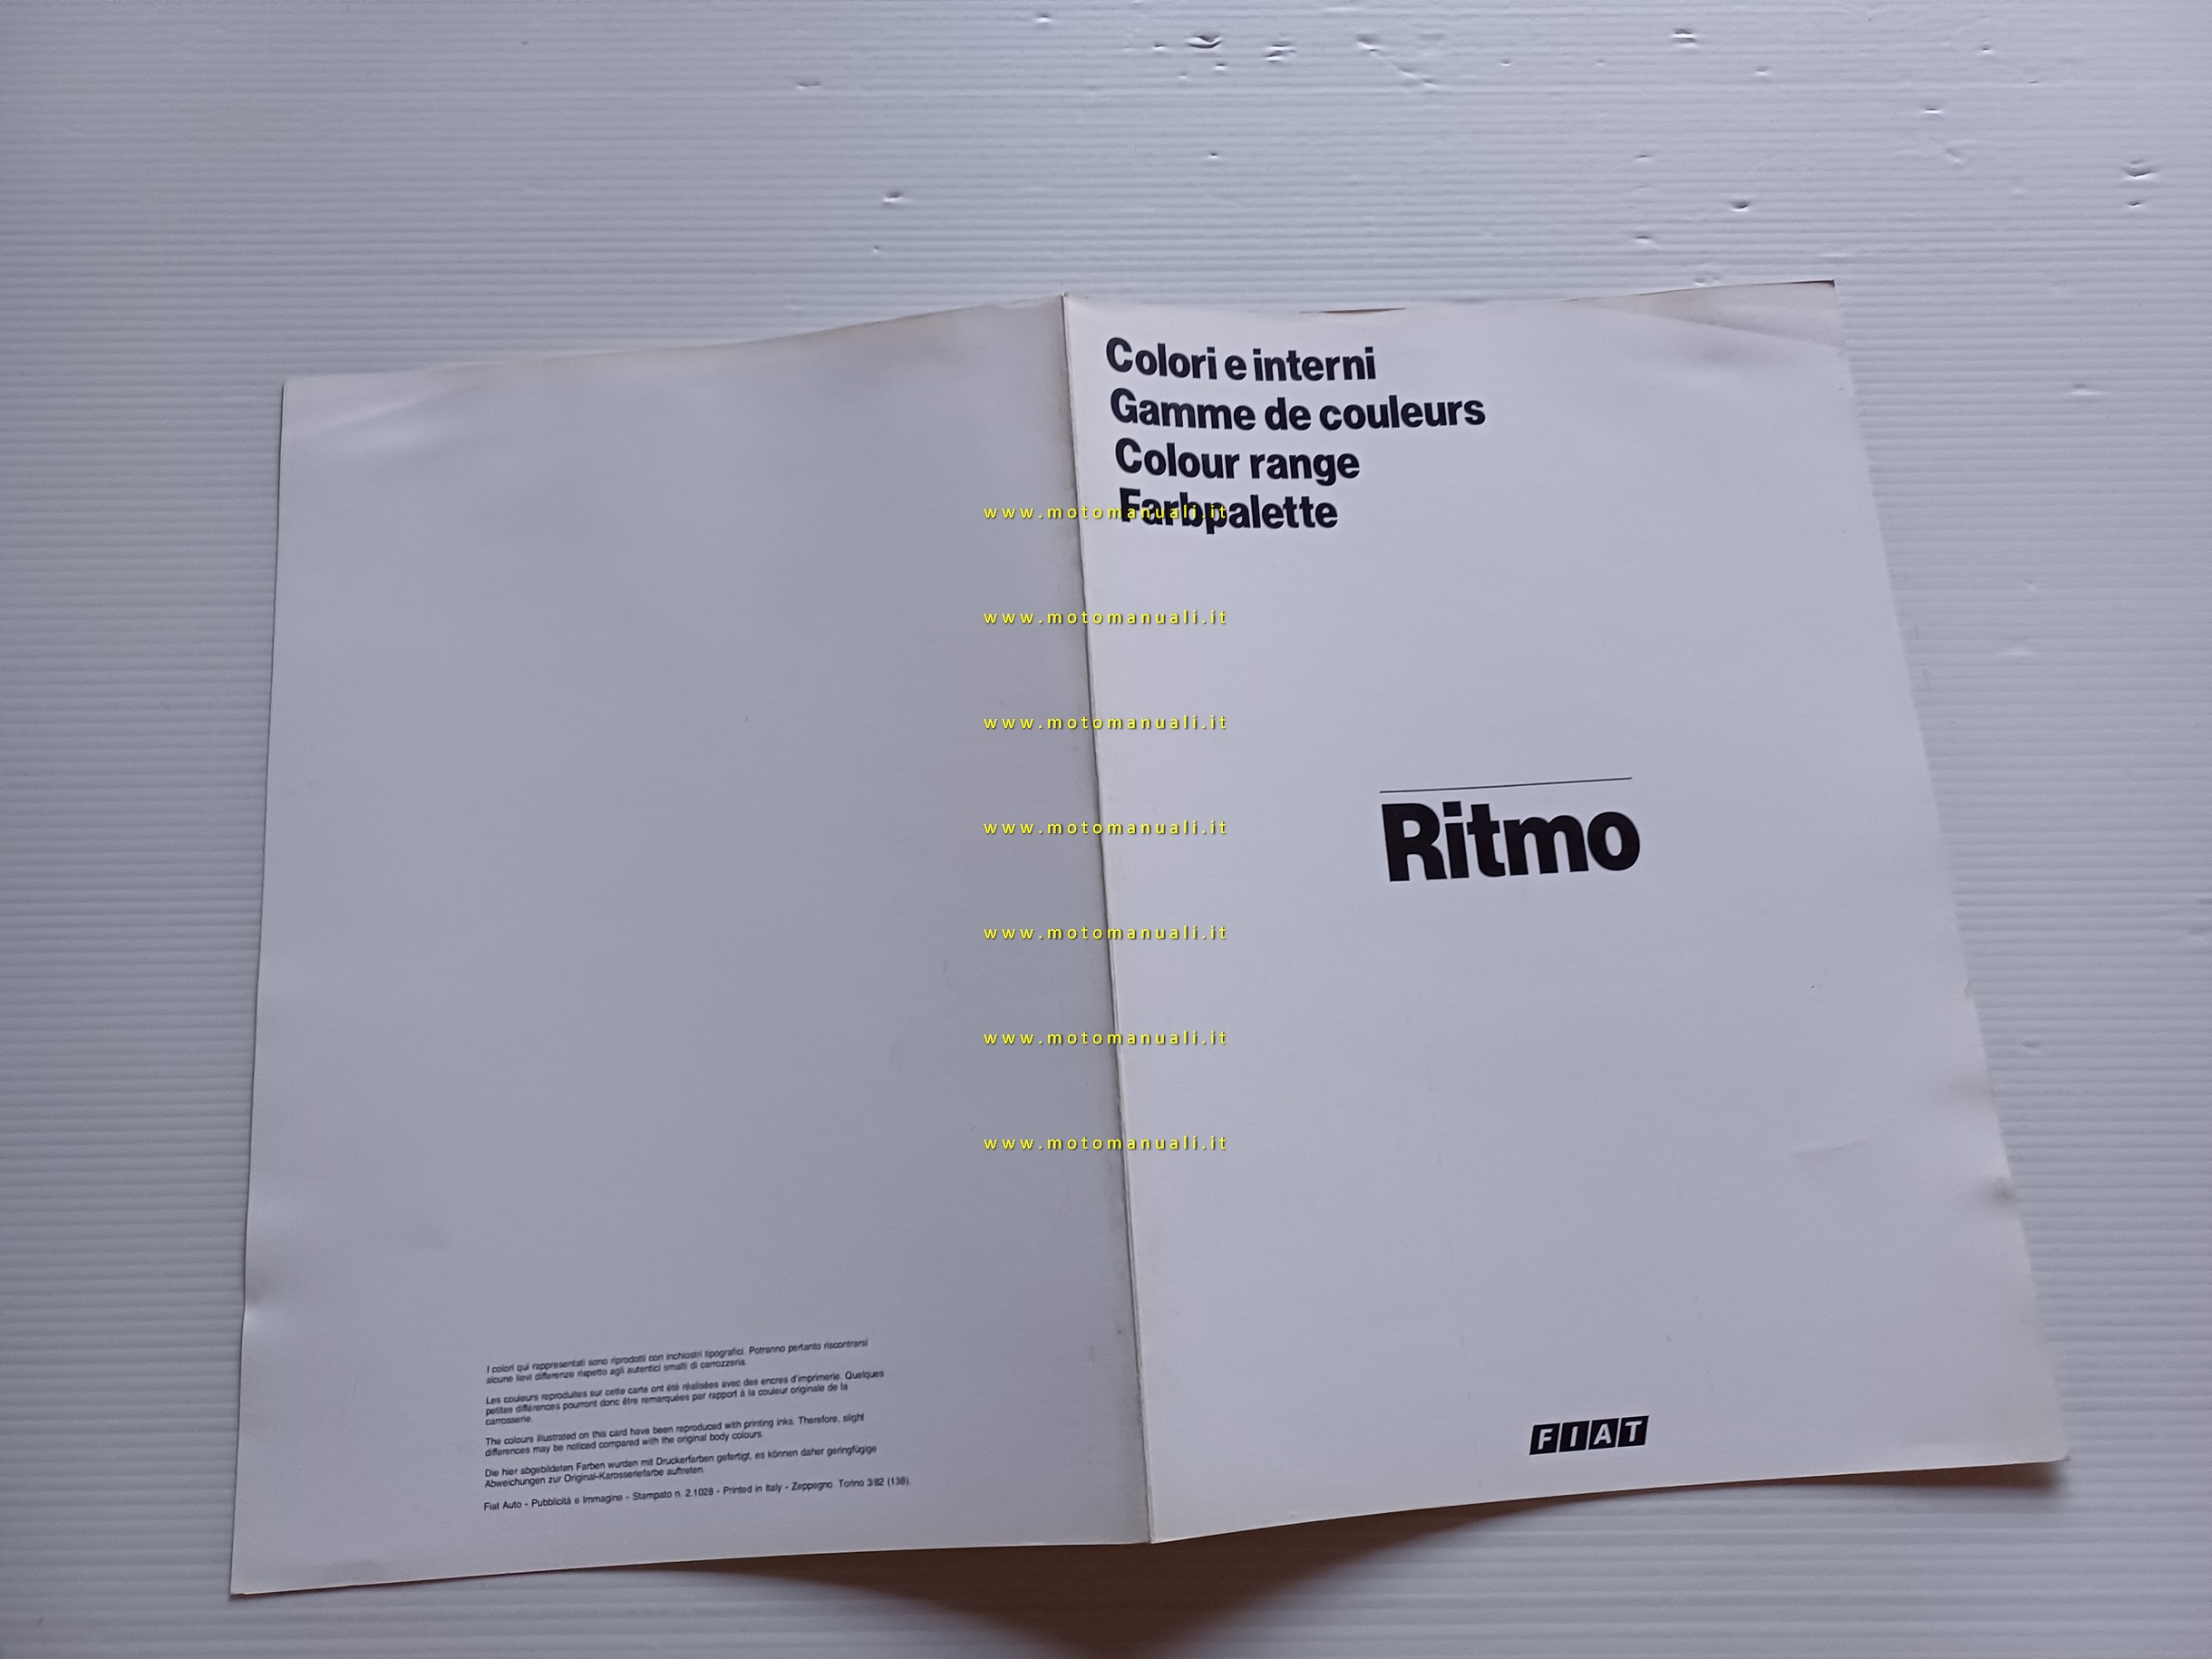 Colori e interni
Gamme de couleurs
Colour range
Farbpalette
Ritmo
FIAT
I colori qui rappresentati sono riprodotti con inchiostri tipografici. Potranno pertanto riscontrarsi
alcune lievi differenze rispetto agli autentici smalti di carrozzeria.
Les couleurs reproduites sur cette carte ont été réalisées avec des encres d'imprimerie. Quelques
petites différences pourront donc être remarquées par rapport à la couleur originale de la
carrosserie.
The colours illustrated on this card have been reproduced with printing inks. Therefore, slight
differences may be noticed compared with the original body colours.
Die hier abgebildeten Farben wurden mit Druckerfarben gefertigt, es können daher geringfügige
Abweichungen zur Original-Karosseriefarbe auftreten.
Fiat Auto - Pubblicità e Immagine - Stampato n. 2.1028 - Printed in Italy - Zeppegno. Torino 3/82 (138).
www.motomanuali.it
www.motomanuali.it
www.motomanuali.it
www.motomanuali.it
www.motomanuali.it
www.motomanuali.it
www.motomanuali.it